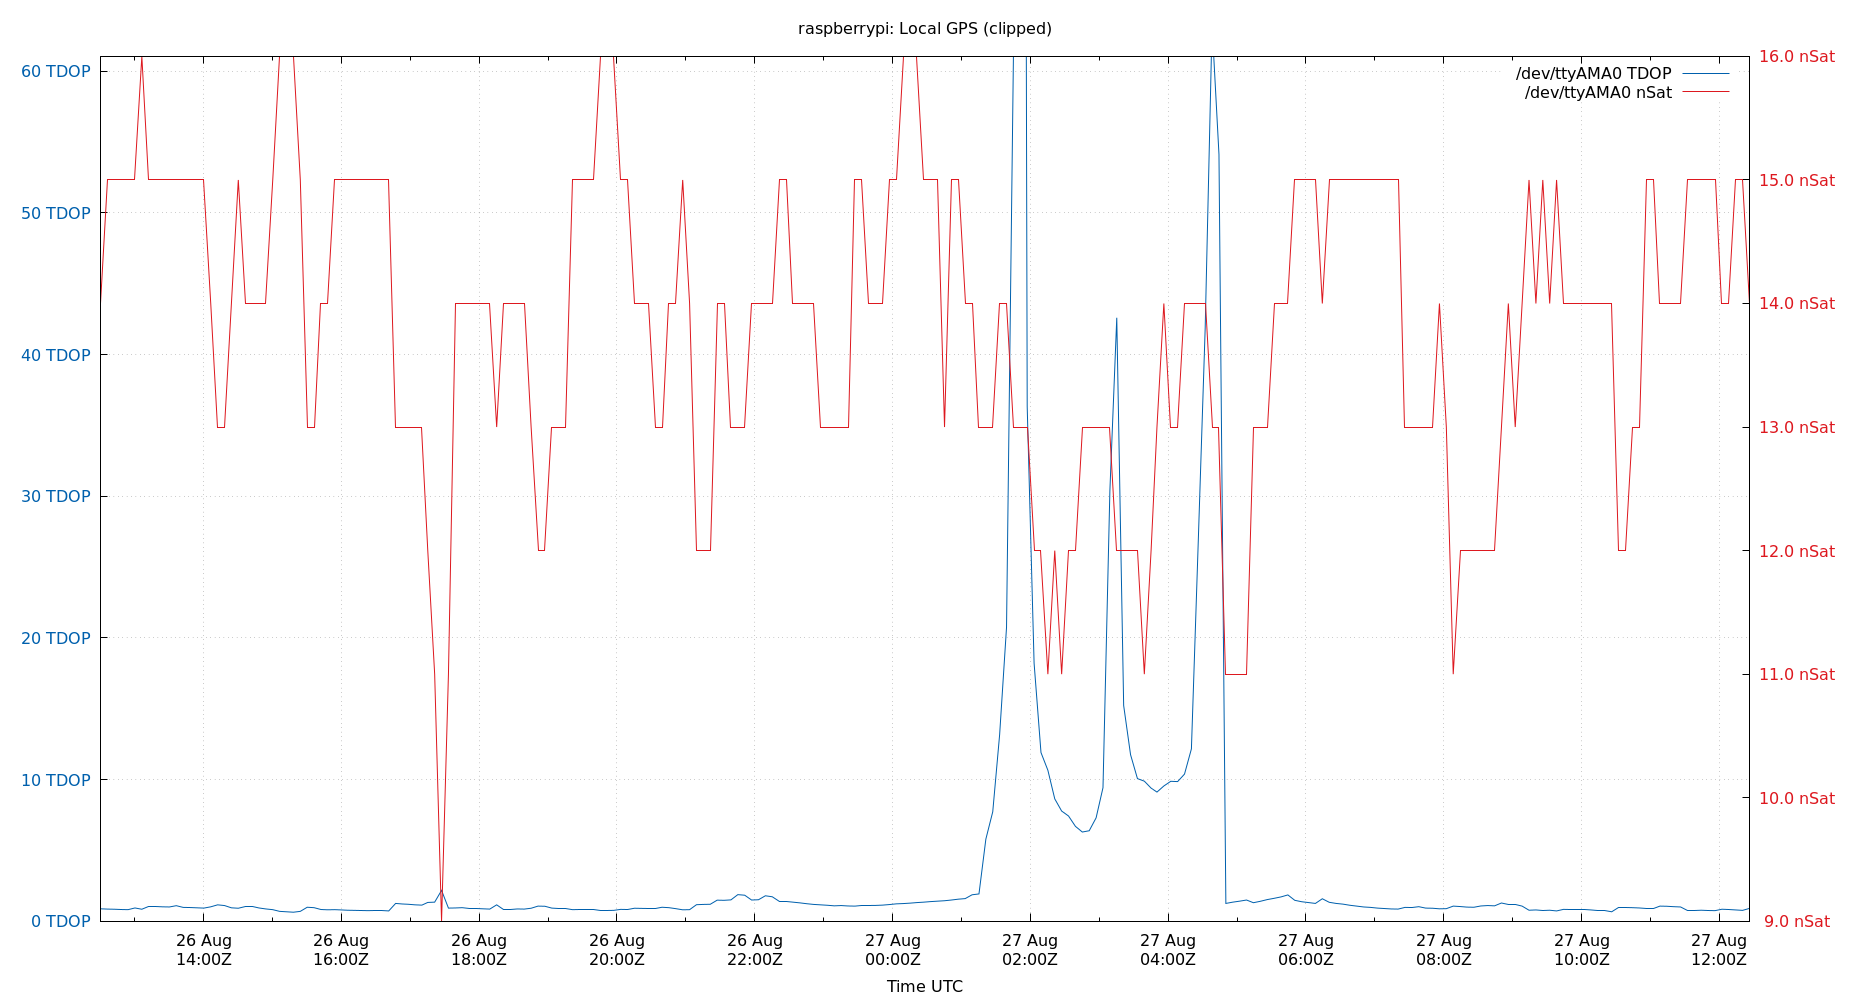 raspberrypi: Local GPS (clipped)
/dev/ttyAMA0 TDOP
/dev/ttyAMA0 nSat
60 TDOP
50 TDOP
40 TDOP
30 TDOP
20 TDOP
10 TDOP
0 TDOP
16.0 nSat
15.0 nSat
14.0 nSat
13.0 nSat
12.0 nSat
11.0 nSat
10.0 nSat
9.0 nSat
26 Aug
14:00Z
26 Aug
16:00Z
26 Aug
18:00Z
26 Aug
20:00Z
26 Aug
22:00Z
27 Aug
00:00Z
27 Aug
02:00Z
27 Aug
04:00Z
27 Aug
06:00Z
27 Aug
08:00Z
27 Aug
10:00Z
27 Aug
12:00Z
Time UTC